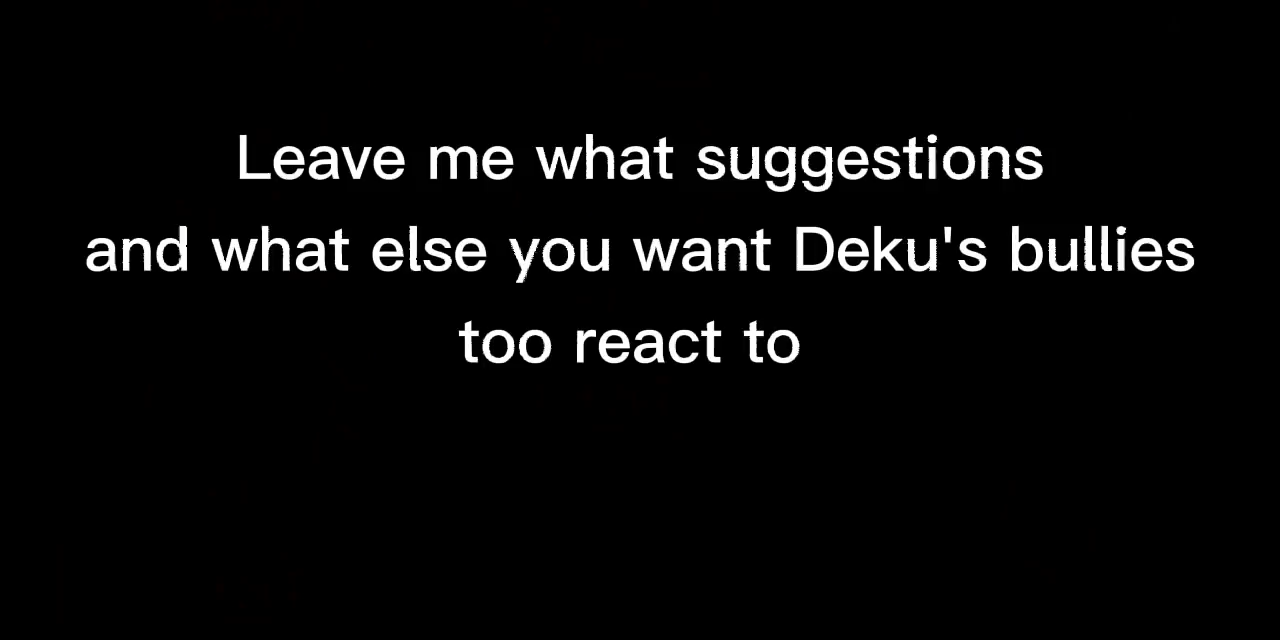 Leave me what suggestions
and what else you want Deku's bullies
too react to